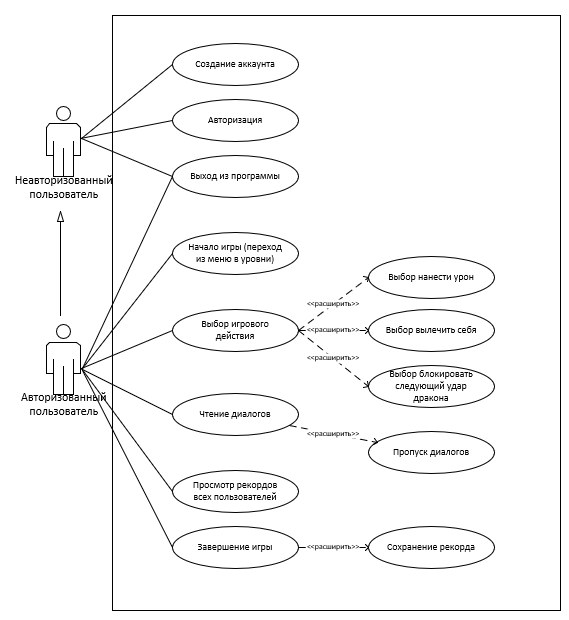 Создание аккаунта
Авторизация
Неавторизованный
пользователь
Выход из программы
Начало игры (переход
из меню в уровни)
Выбор нанести урон
<<расширить>>
Выбор игрового
действия
<<расширить>>
Выбор вылечить себя
<<расширить>>
Выбор блокировать
следующий удар
дракона
Авторизованный
пользователь
Чтение диалогов
<<расширить>>
Пропуск диалогов
Просмотр рекордов
всех пользователей
Завершение игры
<<расширить>>
Сохранение рекорда